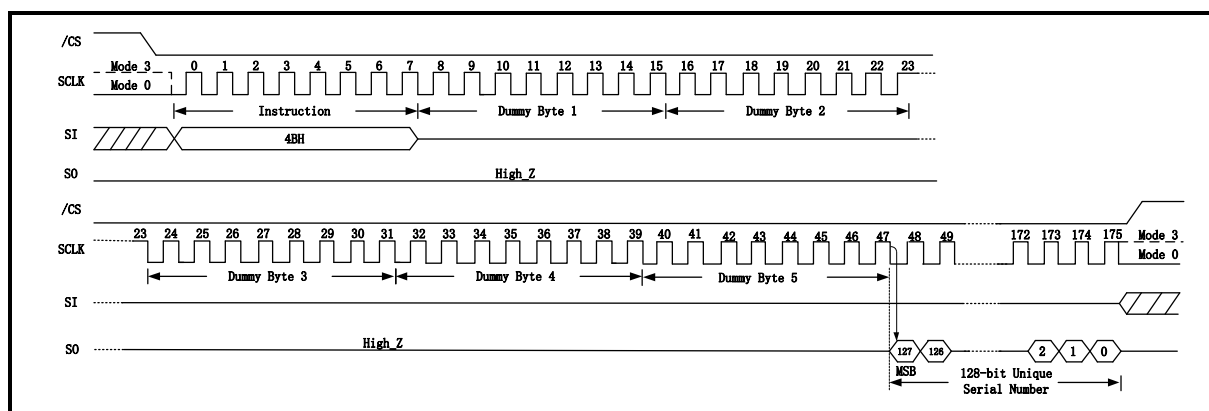 /CS
Mode 3 0 1 2 3 4 5 6 7 8 9 10 11 12 13 14 15 16 17 18 19 20 21 22 23
SCLK Mode 0
Instruction Dummy Byte 1 Dummy Byte 2
SI 4BH
SO High_Z
/CS
23 24 25 26 27 28 29 30 31 32 33 34 35 36 37 38 39 40 41 42 43 44 45 46 47 48 49 172 173 174 175 Mode 3
SCLK Mode 0
Dummy Byte 3 Dummy Byte 4 Dummy Byte 5
SI
SO High_Z 127 126 2 1 0
MSB 128-bit Unique
Serial Number